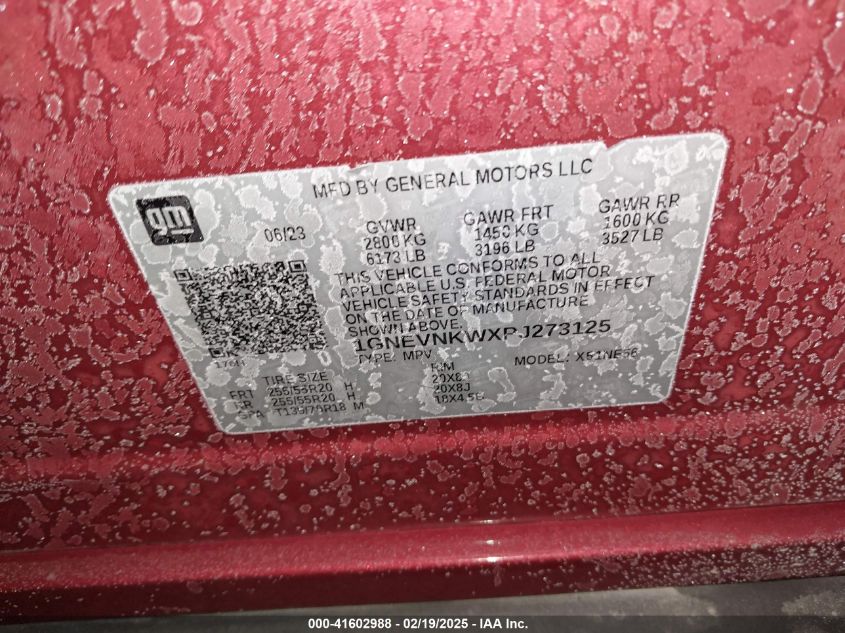 MFD BY GENERAL MOTORS LLC
gm
06/23
GVWR
2800 KG
6173 LB
GAWR FRT
1450 KG
3196 LB
GAWR RR
1600 KG
3527 LB
THIS VEHICLE CONFORMS TO ALL
APPLICABLE U.S. FEDERAL MOTOR
VEHICLE SAFETY STANDARDS IN EFFECT
ON THE DATE OF MANUFACTURE
SHOWN ABOVE.
1GNEVNKWXPJ273125
TYPE: MPV
MODEL:
TIRE SIZE
RIM
FRT 255/55R20 H 20X8J
RR 255/55R20 H 20X8J
SPA T135/70R18 M
000-41602988 - 02/19/2025 - IAA Inc.